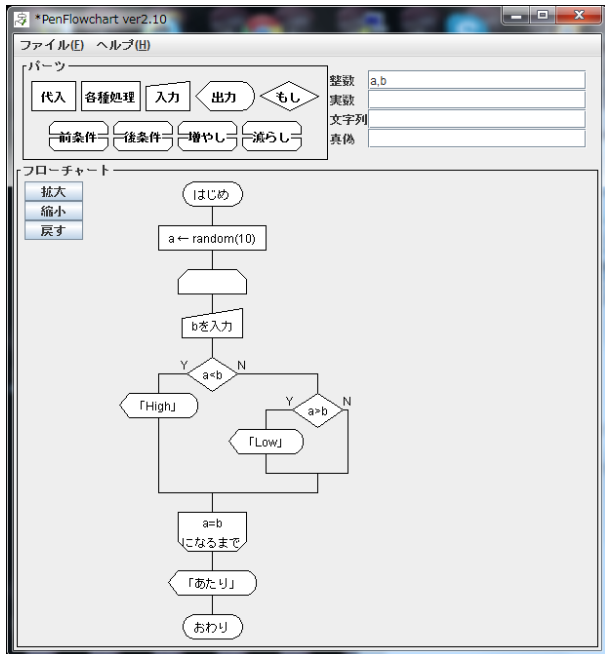 *PenFlowchart ver2.10
ファイル(F) ヘルプ(H)
パーツ
代入 各種処理 入力 出力 もし
前条件 後条件 増やし 減らし
整数 a,b
実数
文字列
真偽
フローチャート
拡大
縮小
戻す
はじめ
a←random(10)
bを入力
Y a<b N
「High」
Y a>b N
「Low」
a=b
になるまで
「あたり」
おわり